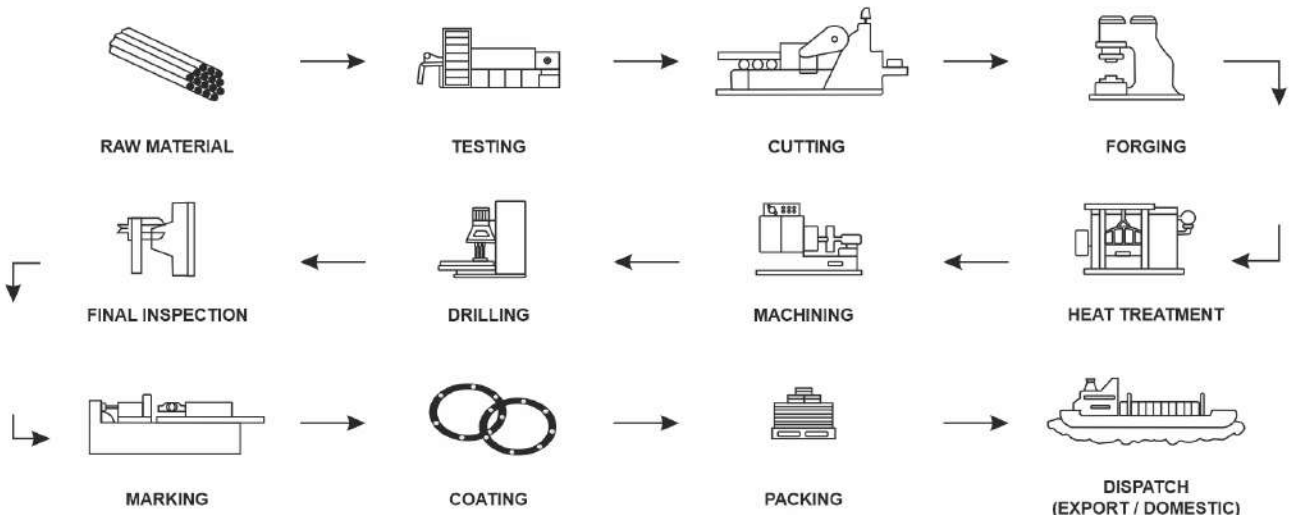 RAW MATERIAL
TESTING
CUTTING
FORGING
HEAT TREATMENT
MACHINING
DRILLING
FINAL INSPECTION
MARKING
COATING
PACKING
DISPATCH
(EXPORT / DOMESTIC)